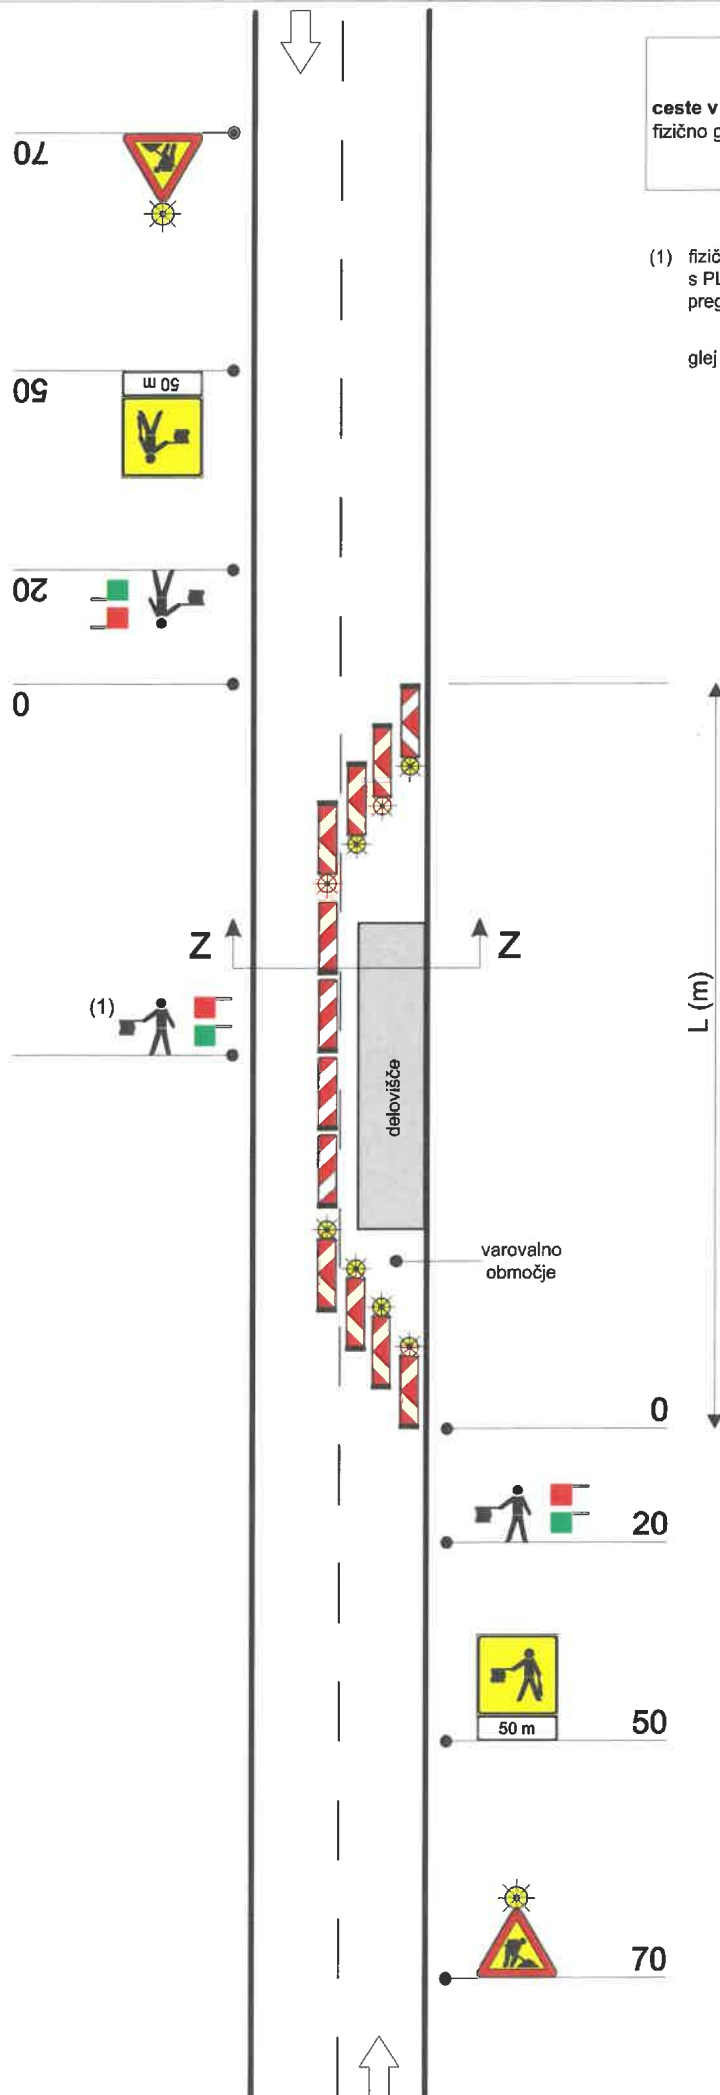 ceste v
fizično g
70
(1) fizič
s PL
preg
glej
50
50 m
20
0
Z Z
(1)
L (m)
delovišče
varovalno
območje
0
20
50 m
50
70